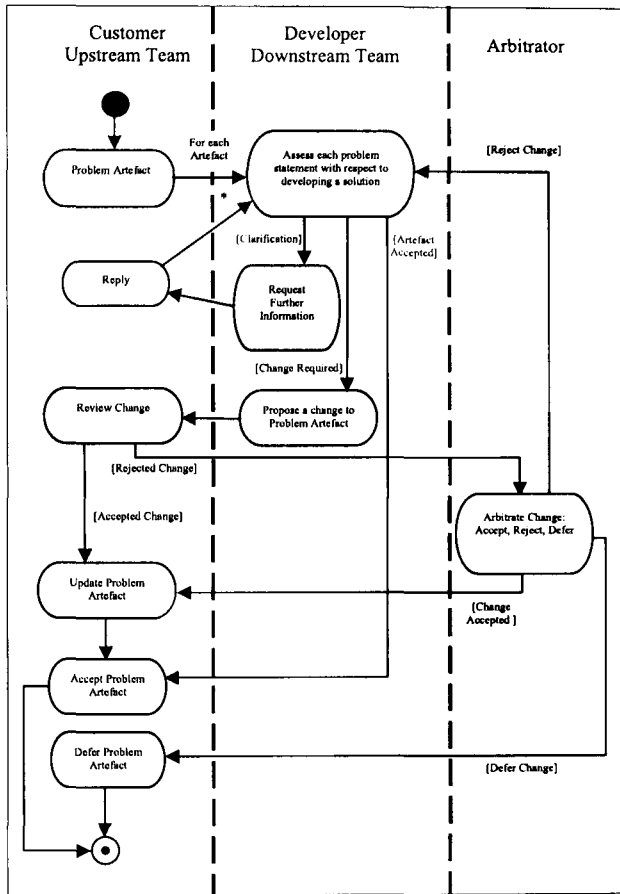 Customer
Upstream Team
Developer
Downstream Team
Arbitrator
Problem Artefact
For each
Artefact
Assess each problem
statement with respect to
developing a solution
[Reject Change]
*
[Clarification]
[Artefact
Accepted]
Reply
Request
Further
Information
[Change Required]
Review Change
Propose a change to
Problem Artefact
[Rejected Change]
[Accepted Change]
Arbitrate Change:
Accept, Reject, Defer
Update Problem
Artefact
[Change
Accepted ]
Accept Problem
Artefact
Defer Problem
Artefact
[Defer Change]